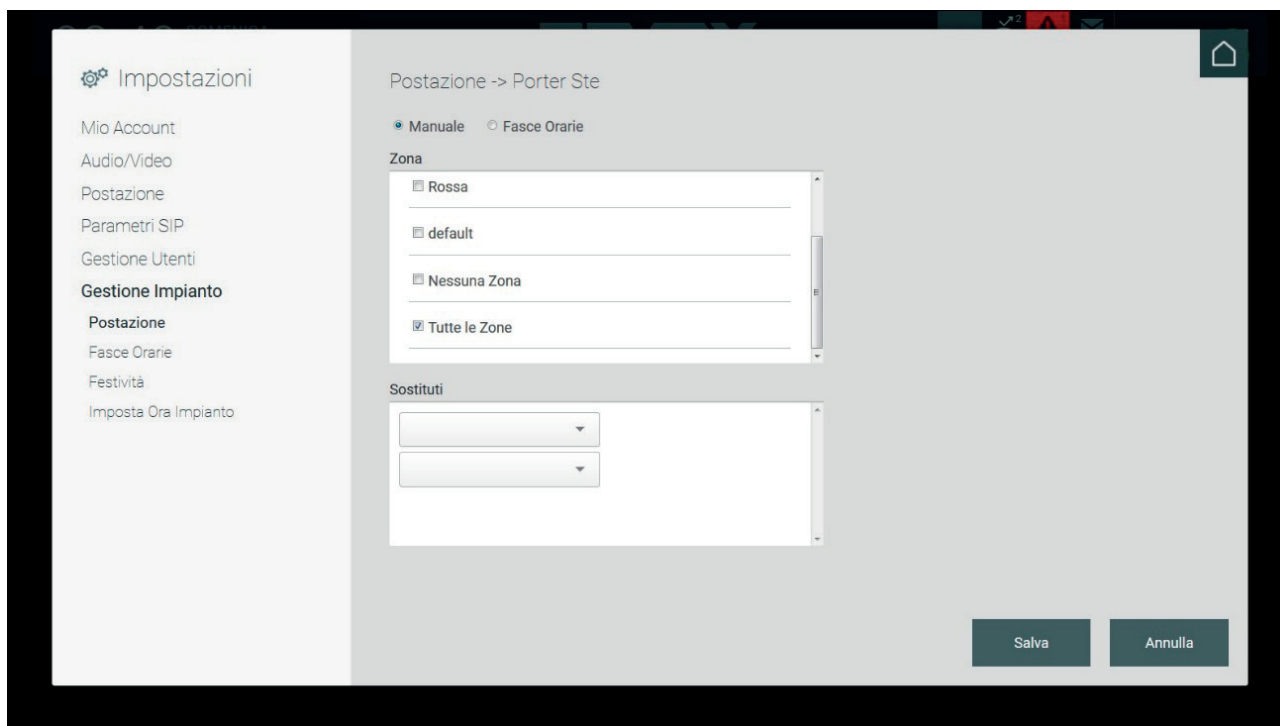 Impostazioni
Mio Account
Audio/Video
Postazione
Parametri SIP
Gestione Utenti
Gestione Impianto
Postazione
Fasce Orarie
Festività
Imposta Ora Impianto
Postazione -> Porter Ste
Manuale Fasce Orarie
Zona
Rossa
default
Nessuna Zona
Tutte le Zone
Sostituti
Salva Annulla